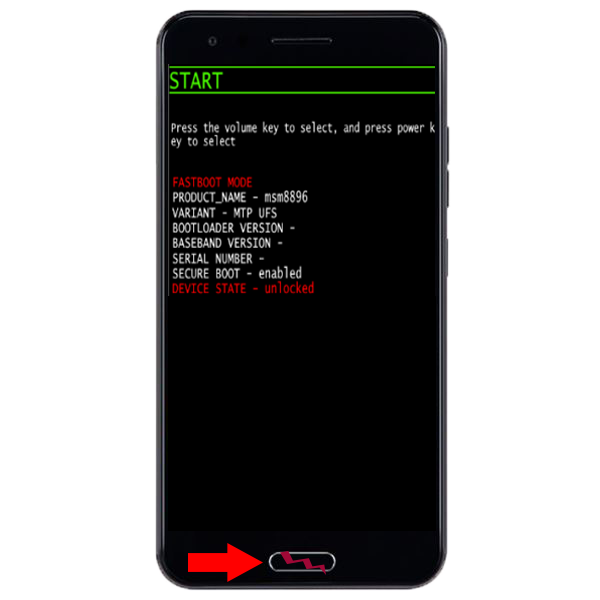 START
Press the volume key to select, and press power k
ey to select
FASTBOOT MODE
PRODUCT_NAME - msm8896
VARIANT - MTP UFS
BOOTLOADER VERSION -
BASEBAND VERSION -
SERIAL NUMBER -
SECURE BOOT - enabled
DEVICE STATE - unlocked